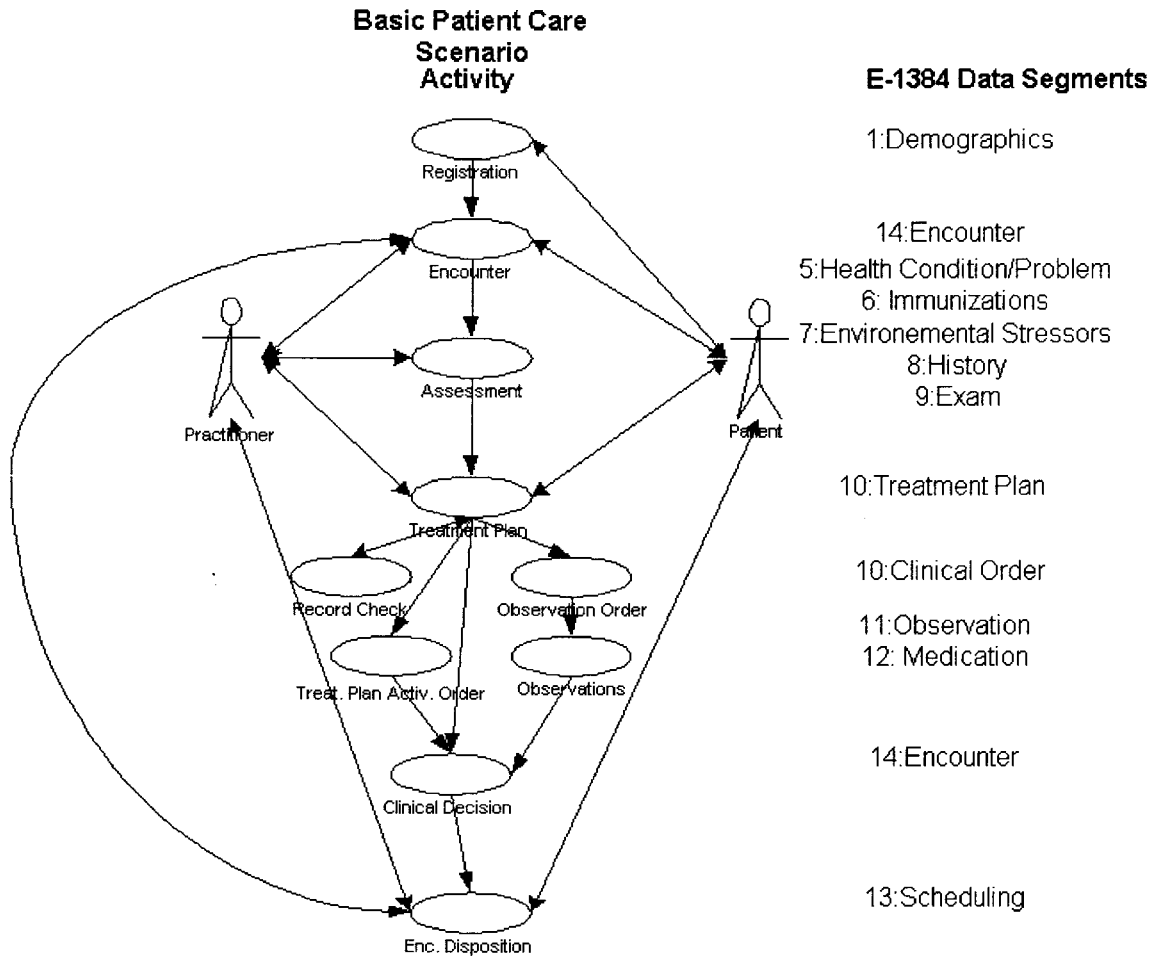 Basic Patient Care
Scenario
Activity
E-1384 Data Segments
Registration
1:Demographics
Encounter
14:Encounter
5:Health Condition/Problem
6: Immunizations
7:Environemental Stressors
8:History
9:Exam
Assessment
Practitioner
Patient
Treatment Plan
10:Treatment Plan
Record Check
Observation Order
10:Clinical Order
Treat. Plan Activ. Order
Observations
11:Observation
12: Medication
Clinical Decision
14:Encounter
Enc. Disposition
13:Scheduling